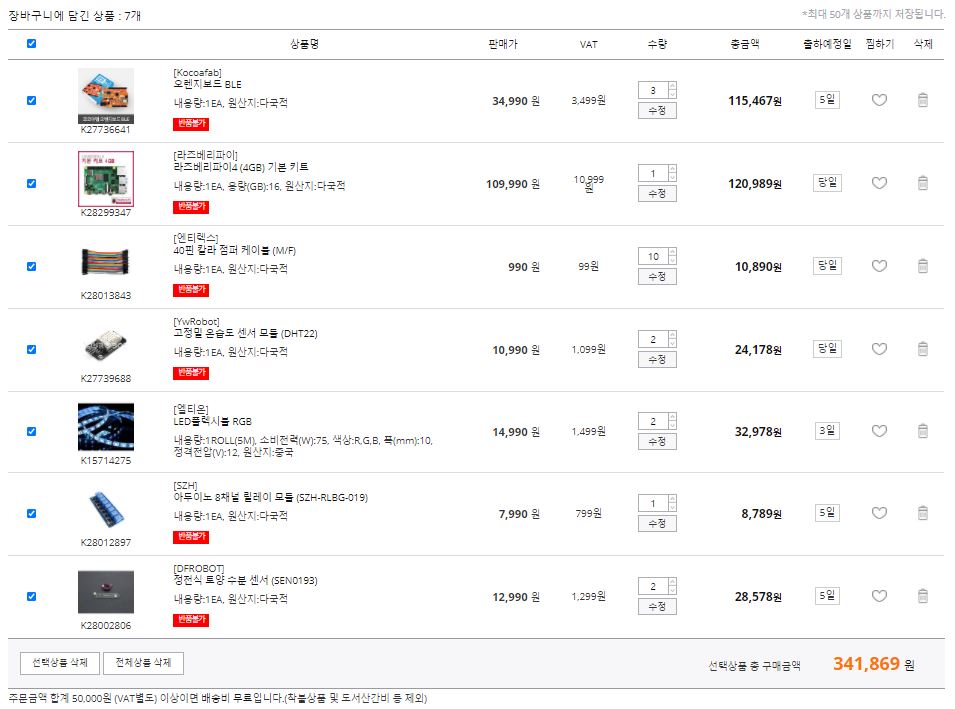 장바구니에 담긴 상품 : 7개
*최대 50개 상품까지 저장됩니다.
상품명 판매가 VAT 수량 총금액 출하예정일 찜하기 삭제
[Kocoafab]
오렌지보드 BLE
내용량:1EA, 원산지:다국적
반품불가
코코아팹 오렌지보드 BLE
K27736641
34,990 원 3,499원 3 수정 115,467원 5일
[라즈베리파이]
라즈베리파이4 (4GB) 기본 키트
내용량:1EA, 용량(GB):16, 원산지:다국적
반품불가
기본 키트 4GB
K28299347
109,990 원 10,999원 1 수정 120,989원 당일
[엔티렉스]
40핀 칼라 점퍼 케이블 (M/F)
내용량:1EA, 원산지:다국적
반품불가
K28013843
990 원 99원 10 수정 10,890원 당일
[YwRobot]
고정밀 온습도 센서 모듈 (DHT22)
내용량:1EA, 원산지:다국적
반품불가
K27739688
10,990 원 1,099원 2 수정 24,178원 당일
[엘티온]
LED플렉시블 RGB
내용량:1ROLL(5M), 소비전력(W):75, 색상:R,G,B, 폭(mm):10,
정격전압(V):12, 원산지:중국
K15714275
14,990 원 1,499원 2 수정 32,978원 3일
[SZH]
아두이노 8채널 릴레이 모듈 (SZH-RLBG-019)
내용량:1EA, 원산지:다국적
반품불가
K28012897
7,990 원 799원 1 수정 8,789원 5일
[DFROBOT]
정전식 토양 수분 센서 (SEN0193)
내용량:1EA, 원산지:다국적
반품불가
K28002806
12,990 원 1,299원 2 수정 28,578원 5일
선택상품 삭제 전체상품 삭제 선택상품 총 구매금액 341,869 원
주문금액 합계 50,000원 (VAT별도) 이상이면 배송비 무료입니다.(착불상품 및 도서산간비 등 제외)